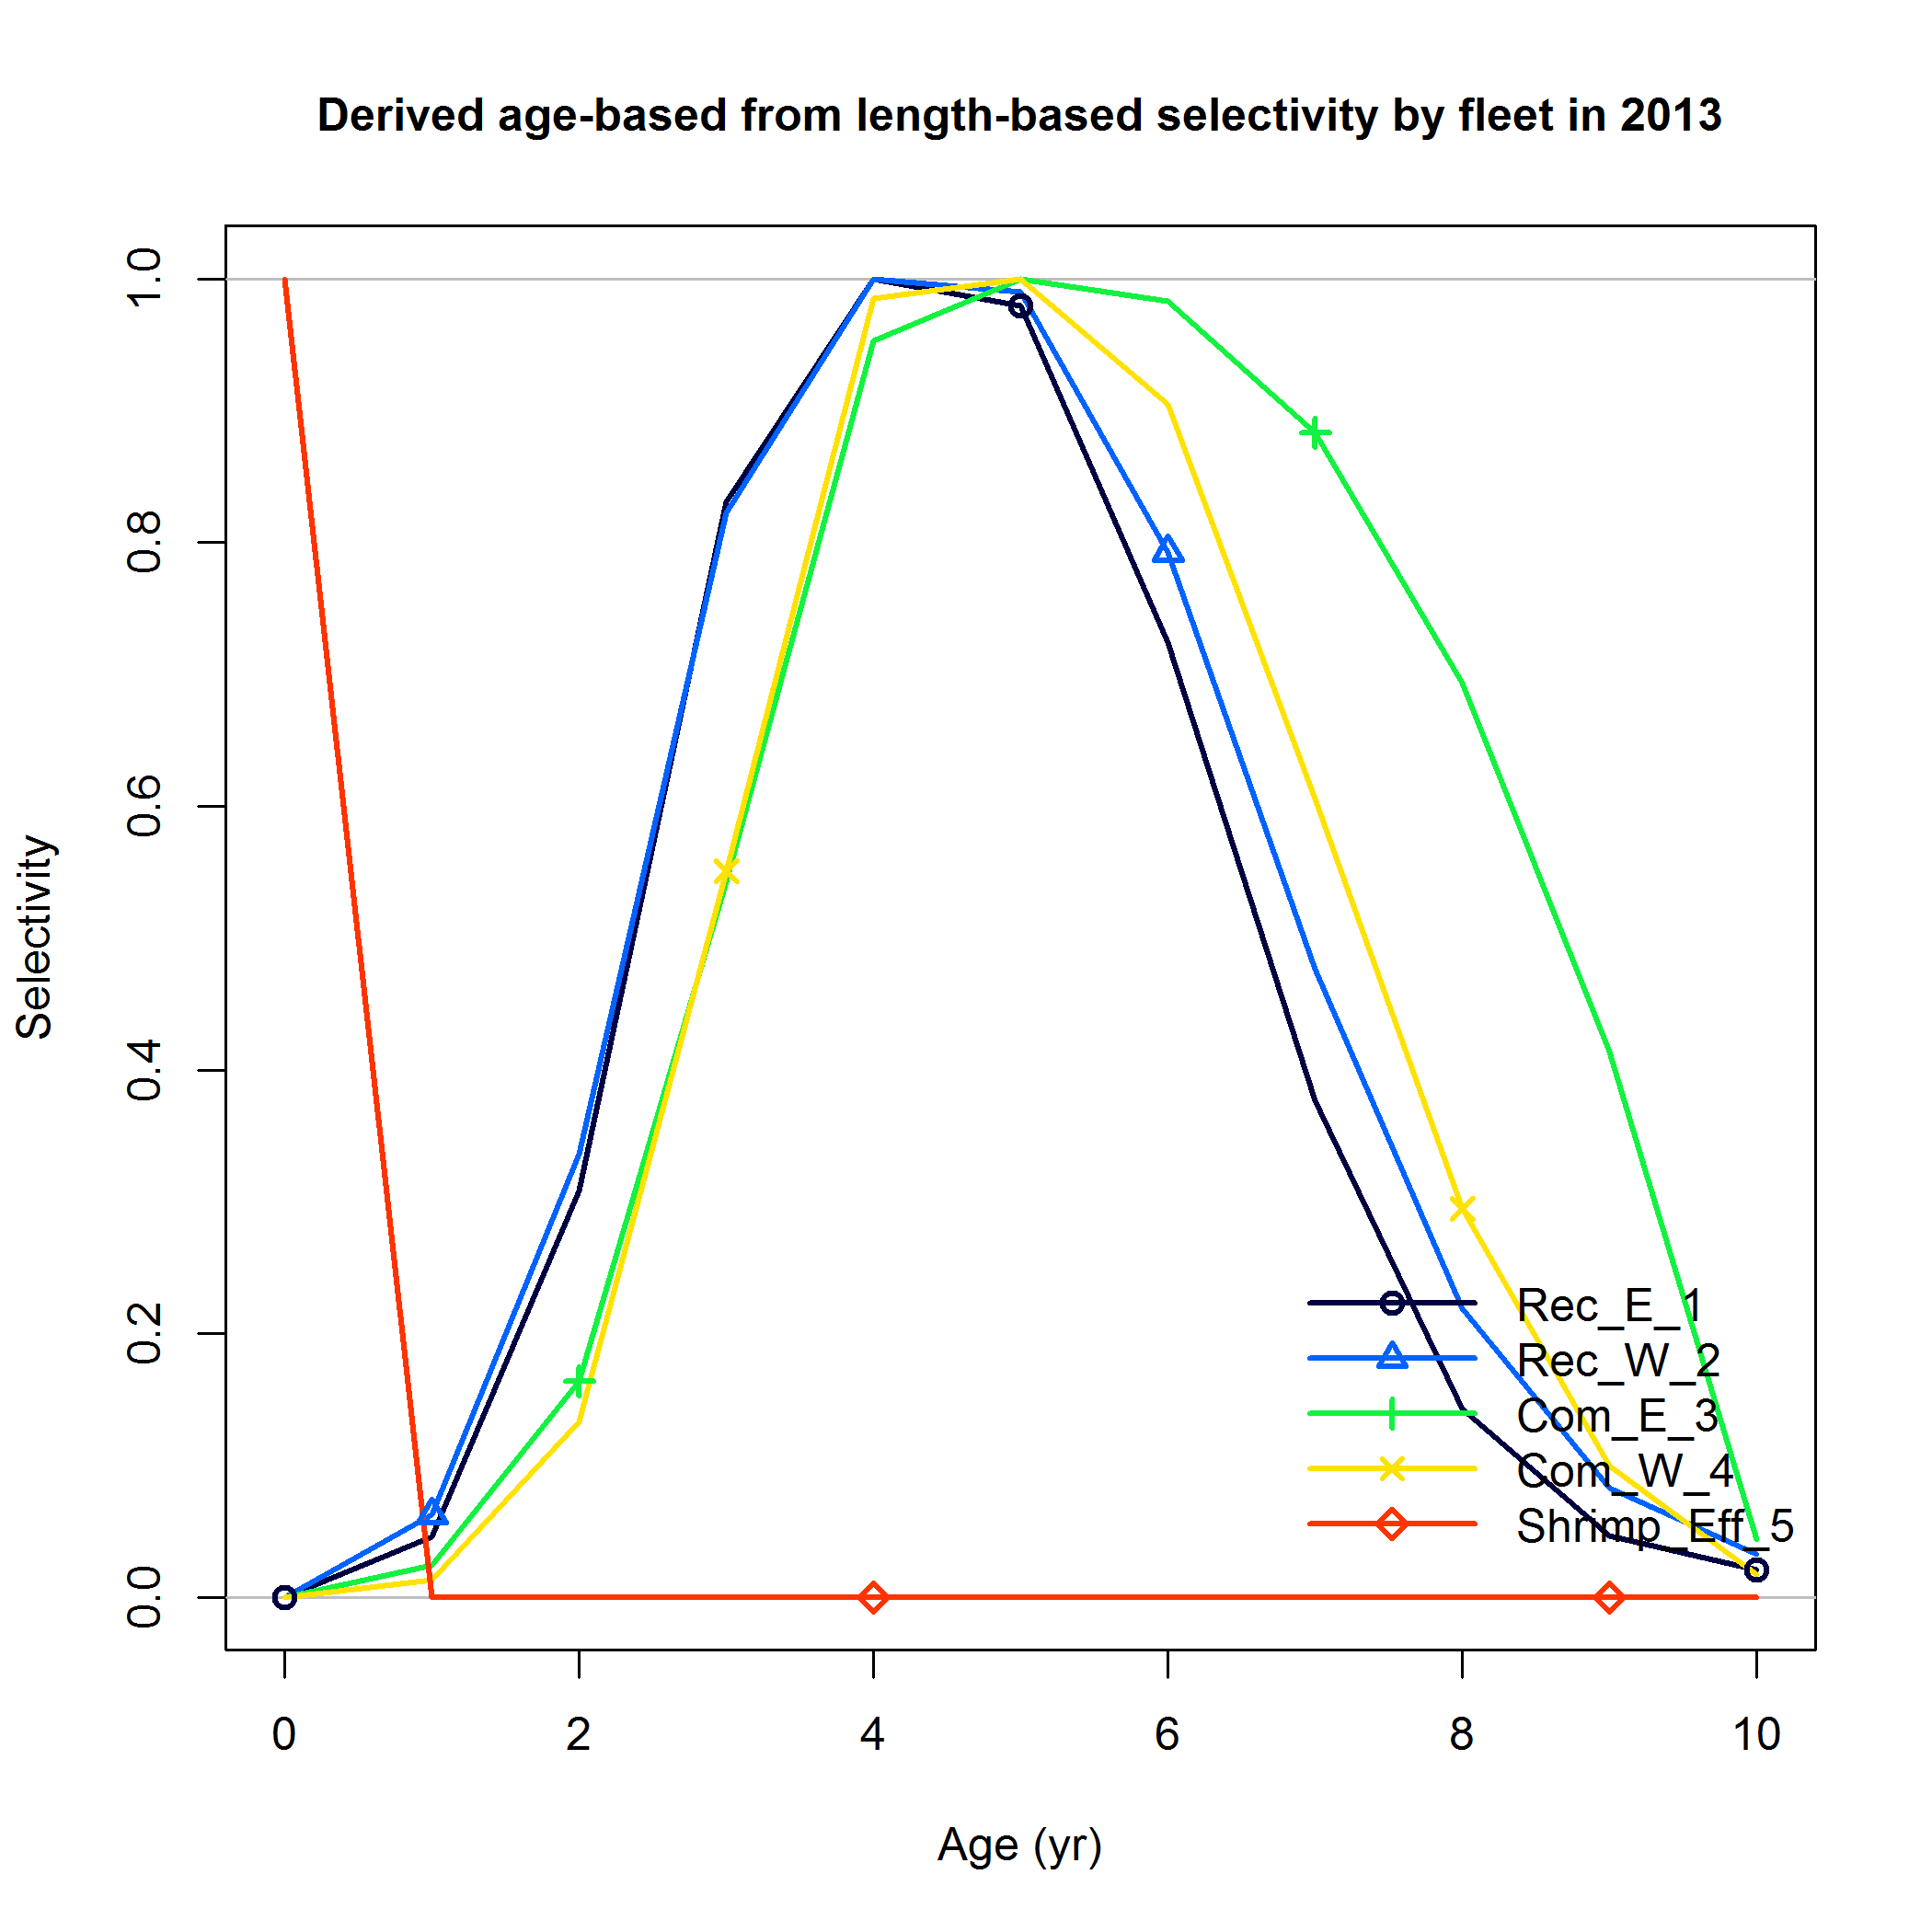 Derived age-based from length-based selectivity by fleet in 2013
Selectivity
1.0
0.8
0.6
0.4
0.2
0.0
Rec_E_1
Rec_W_2
Com_E_3
Com_W_4
Shrimp_Eff_5
0 2 4 6 8 10
Age (yr)